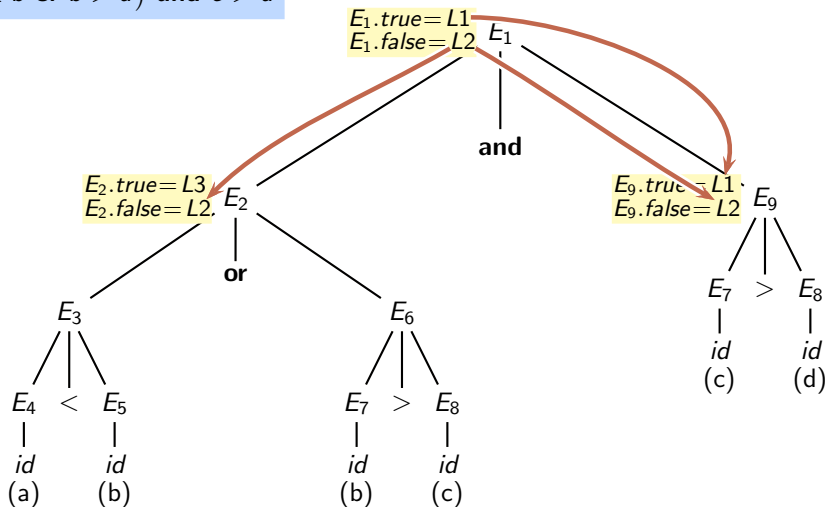 and
E₁.true=L1
E₁.false=L2
E₁
and
E₂.true=L3
E₂.false=L2
E₂
E₉.true=L1
E₉.false=L2
E₉
or
E₃
E₆
E₇ > E₈
id id
(c) (d)
E₄ < E₅
E₇ > E₈
id id
id id
(a) (b)
(b) (c)